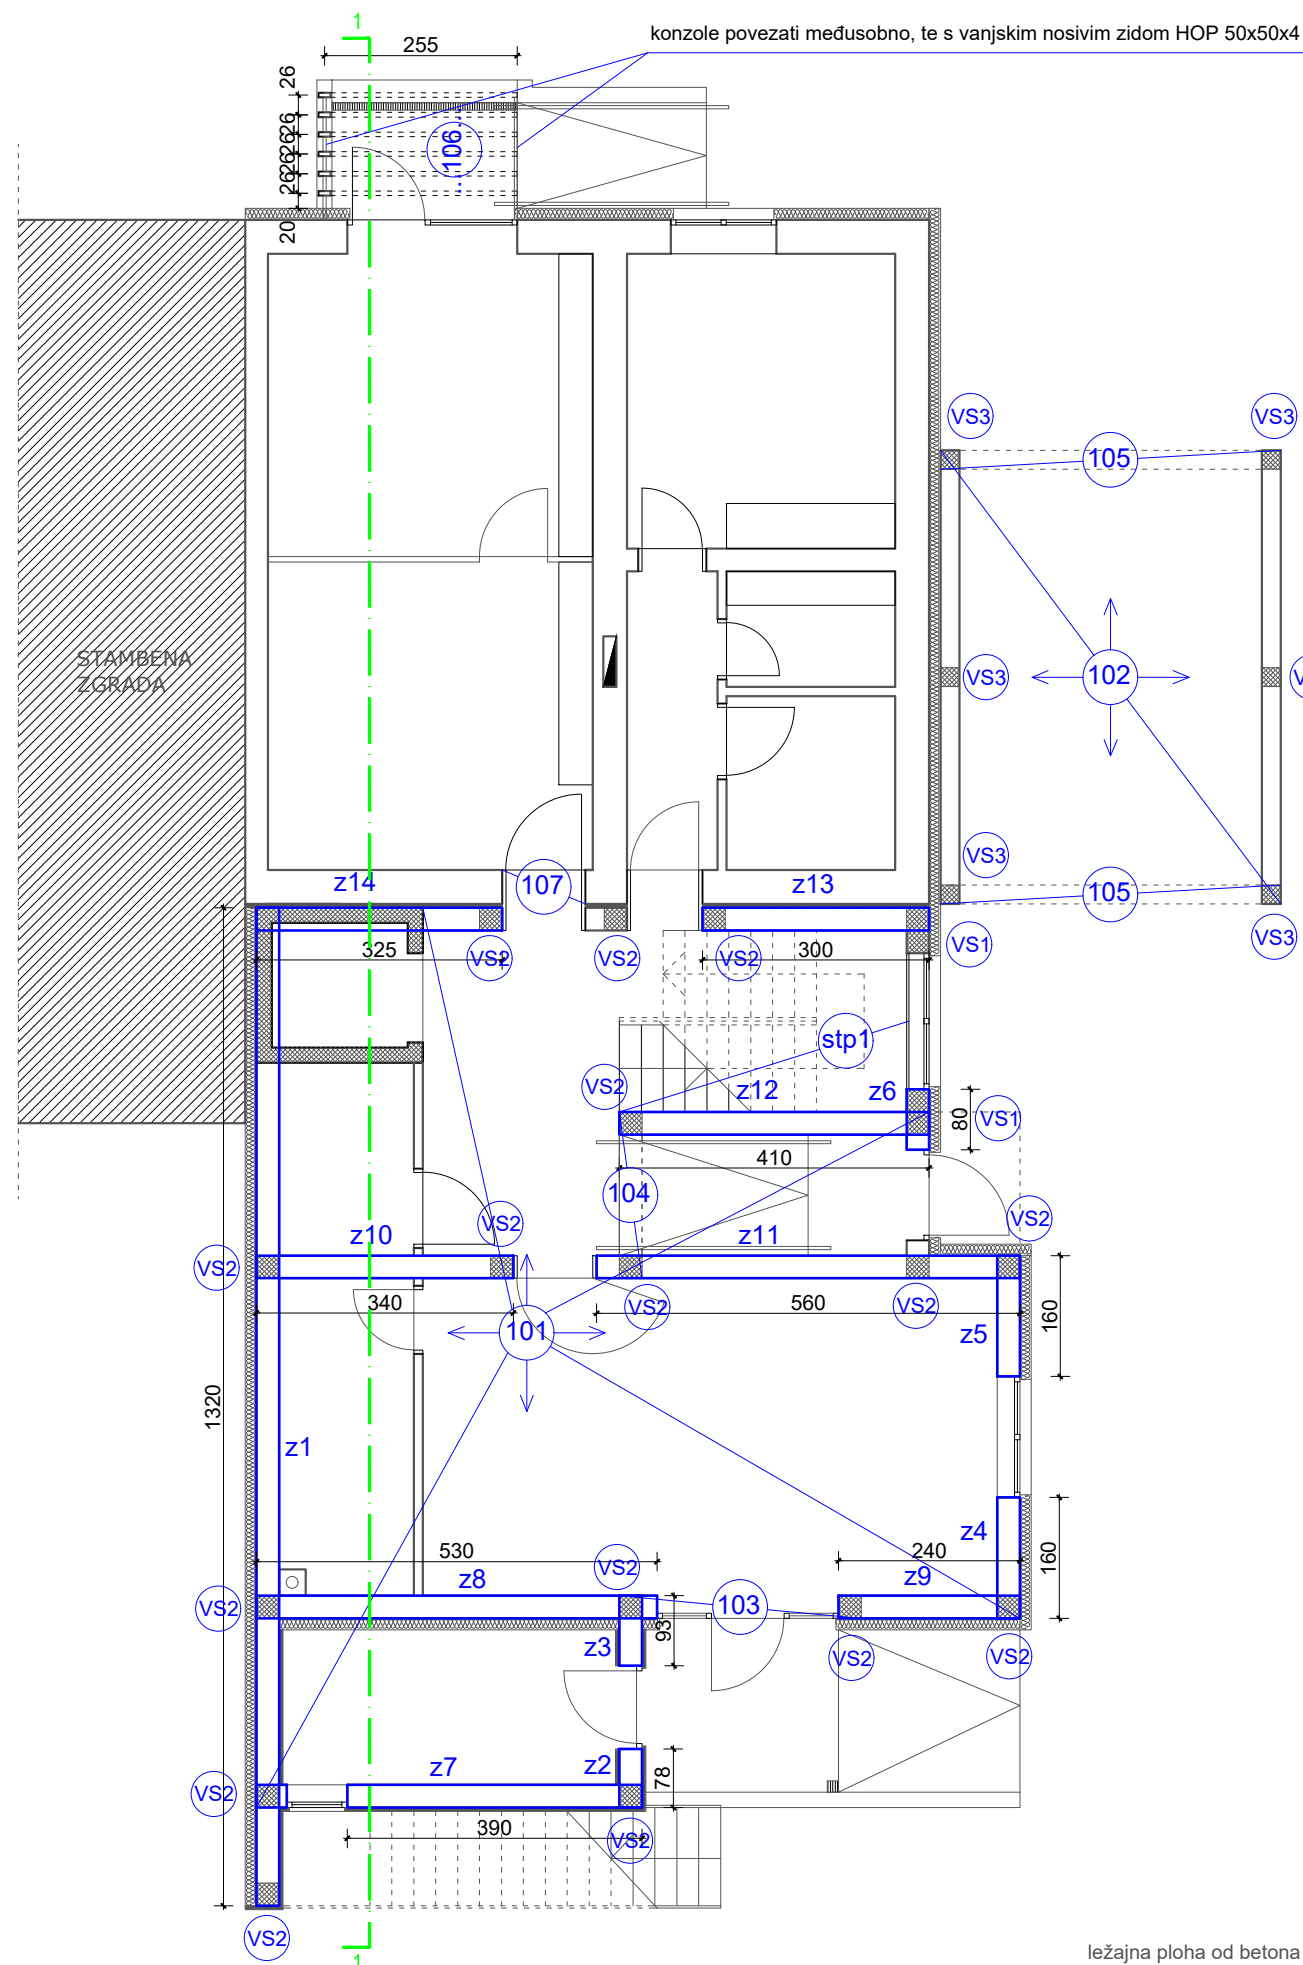 1
255
konzole povezati međusobno, te s vanjskim nosivim zidom HOP 50x50x4
26
26
26
26
26
26
20
...106...
VS3
VS3
105
STAMBENA
ZGRADA
VS3
102
VS3
105
VS3
z14
107
z13
325
VS2
VS2
VS2
300
VS1
stp1
VS2
z12
z6
80
VS1
410
104
VS2
VS2
z10
z11
VS2
340
VS2
560
VS2
160
101
z5
1320
z1
530
VS2
240
z4
160
z8
z9
VS2
103
93
z3
VS2
VS2
z7
z2
78
VS2
390
VS2
VS2
1
ležajna ploha od betona